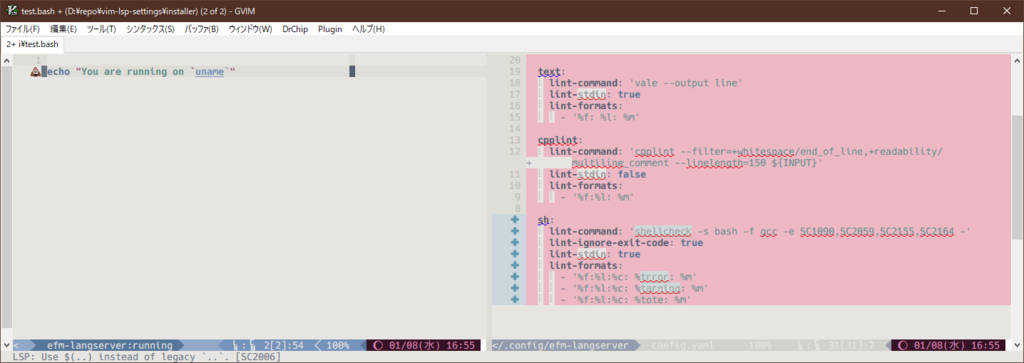 test.bash + (D:¥repo¥vim-lsp-settings¥installer) (2 of 2) - GVIM
ファイル(F) 編集(E) ツール(T) シンタックス(S) バッファ(B) ウィンドウ(W) DrChip Plugin ヘルプ(H)
2+ i¥test.bash
1
echo "You are running on `uname`"
efm-langserver:running 2[2]:54 100% 01/08(水) 16:55
20
19 text:
18 lint-command: 'vale --output line'
17 lint-stdin: true
16 lint-formats:
15 - '%f: %l: %m'
14
13 cpplint:
12 lint-command: 'cpplint --filter=+whitespace/end_of_line,+readability/
+ multiline_comment --linelength=150 ${INPUT}'
11 lint-stdin: false
10 lint-formats:
9 - '%f:%l: %m'
8
+ sh:
+ lint-command: 'shellcheck -s bash -f gcc -e SC1090,SC2059,SC2155,SC2164 -'
+ lint-ignore-exit-code: true
+ lint-stdin: true
+ lint-formats:
+ - '%f:%l:%c: %trror: %m'
+ - '%f:%l:%c: %tarning: %m'
+ - '%f:%l:%c: %tote: %m'
</.config/efm-langserver config.yaml 100% 31[31]:7 01/08(水) 16:55
LSP: Use $(..) instead of legacy `..`. [SC2006]